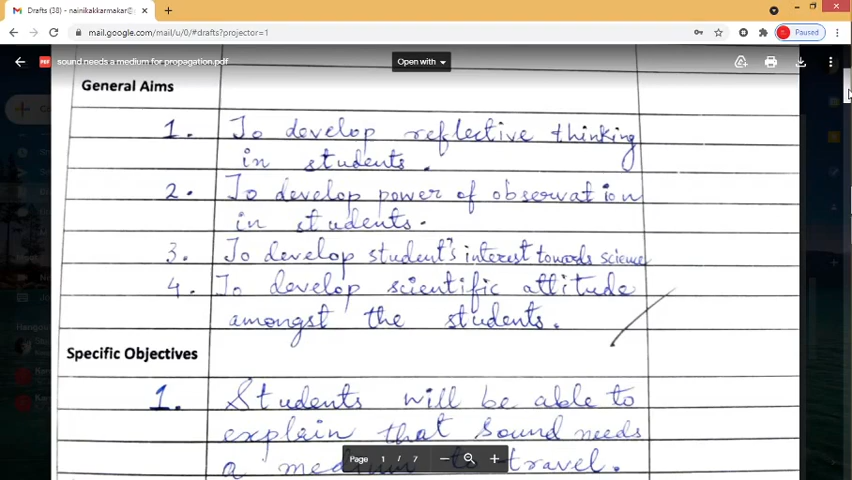 Drafts (38) - nainikakkarmakar@
mail.google.com/mail/u/0/#drafts?projector=1
Paused
sound needs a medium for propagation.pdf
Open with
General Aims
1. To develop reflective thinking
in students.
2. To develop power of observation
in students.
3. To develop student's interest towards science
4. To develop scientific attitude
amongst the students.
Specific Objectives
1. Students will be able to
explain that sound needs
a medium to travel.
Page 1 / 7